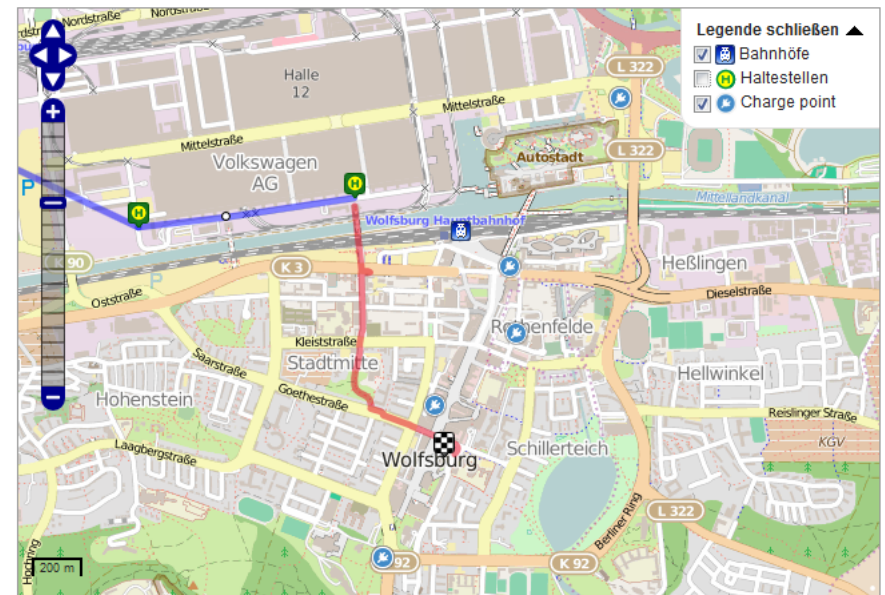 Nordstraße
Nordstraße
Legende schließen
Bahnhöfe
Haltestellen
Charge point
L 322
Halle
12
Mittelstraße
Mittelstraße
Volkswagen
AG
Autostadt
L 322
P
H
H
Mittellandkanal
Wolfsburg Hauptbahnhof
K 90
P
K 3
Heßlingen
Dieselstraße
Oststraße
Rothenfelde
Kleiststraße
Stadtmitte
Saarstraße
Hellwinkel
Goethestraße
Hohenstein
Reislinger Straße
KGV
Laagbergstraße
Wolfsburg
Schillerteich
L 322
Berliner Ring
92
K 92
200 m
Hochring